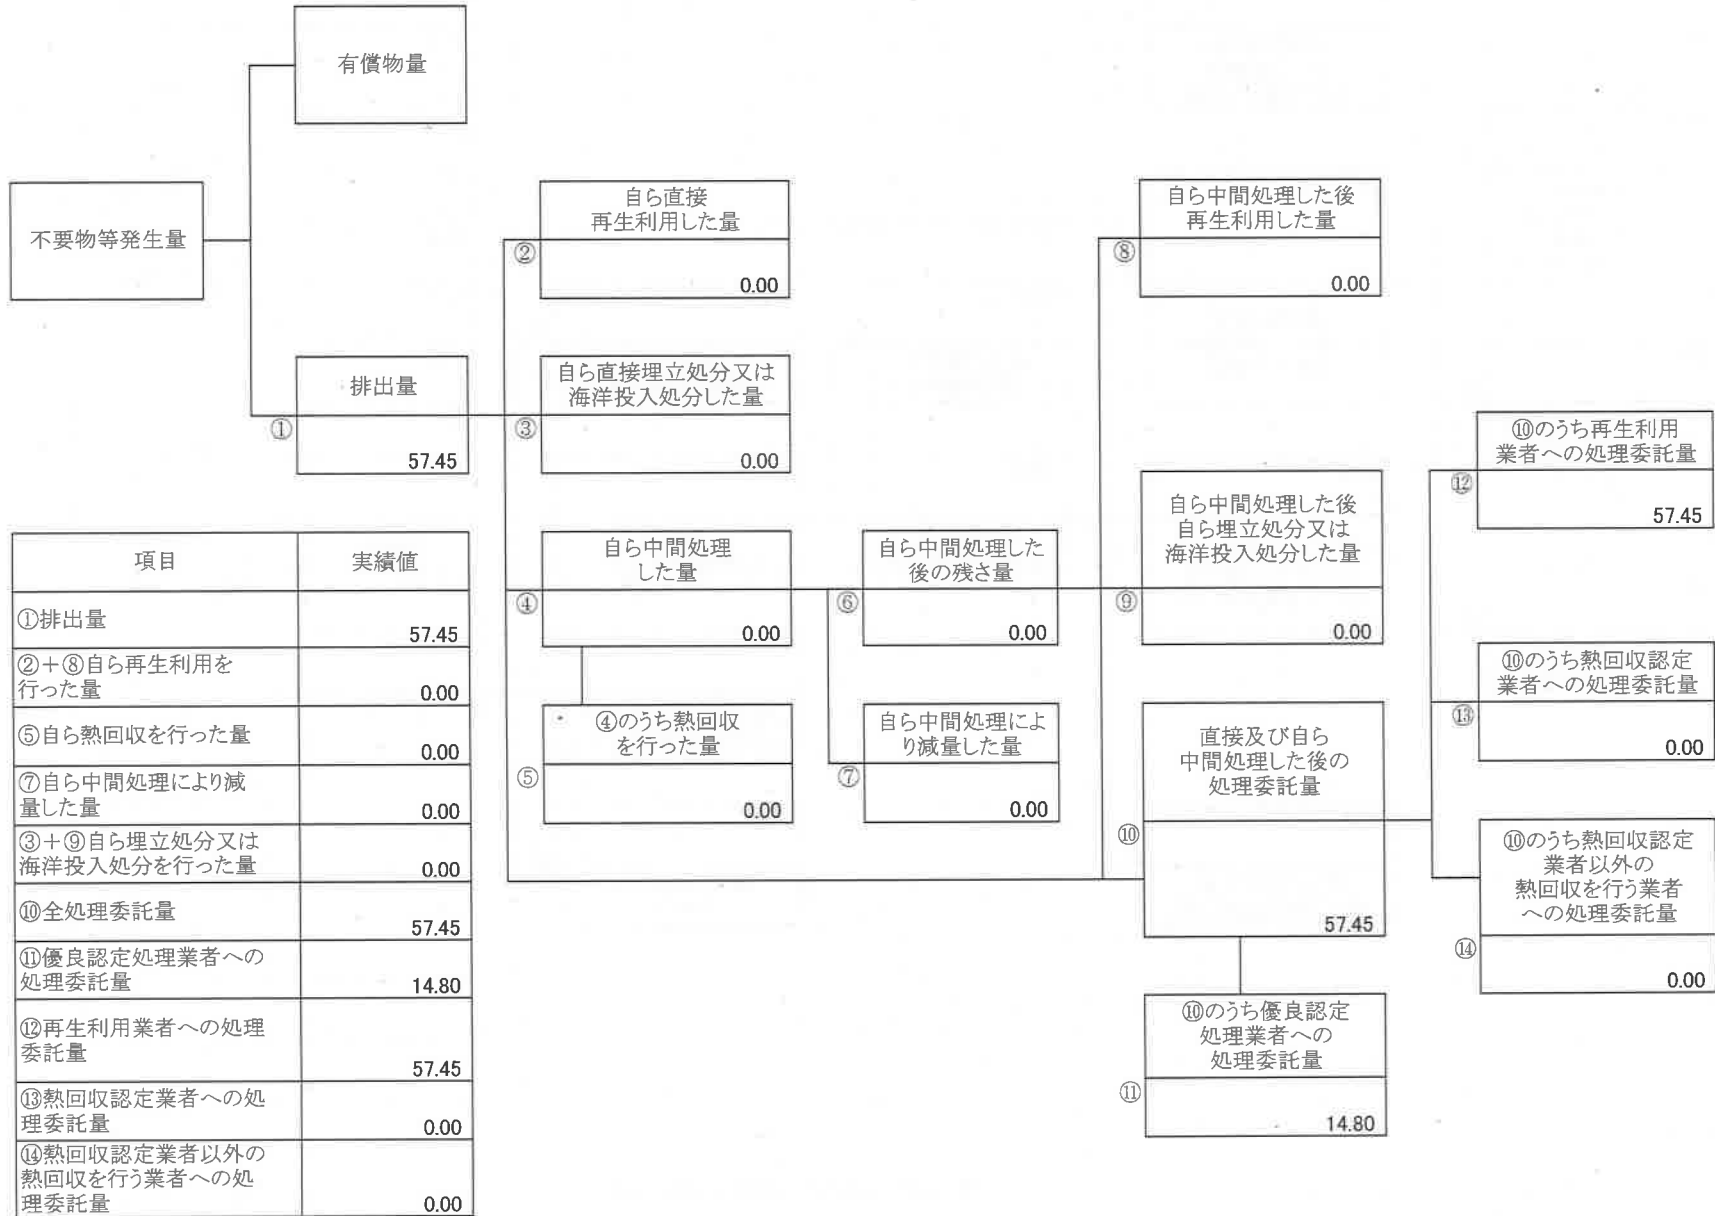 有償物量
不要物等発生量
自ら直接
再生利用した量
②
0.00
自ら中間処理した後
再生利用した量
⑧
0.00
排出量
①
57.45
自ら直接埋立処分又は
海洋投入処分した量
③
0.00
⑩のうち再生利用
業者への処理委託量
⑫
57.45
自ら中間処理
した量
④
0.00
自ら中間処理した
後の残さ量
⑥
0.00
自ら中間処理した後
自ら埋立処分又は
海洋投入処分した量
⑨
0.00
⑩のうち熱回収認定
業者への処理委託量
⑬
0.00
④のうち熱回収
を行った量
⑤
0.00
自ら中間処理によ
り減量した量
⑦
0.00
直接及び自ら
中間処理した後の
処理委託量
⑩
57.45
⑩のうち熱回収認定
業者以外の
熱回収を行う業者
への処理委託量
⑭
0.00
⑩のうち優良認定
処理業者への
処理委託量
⑪
14.80
項目 実績値
①排出量
57.45
②+⑧自ら再生利用を
行った量
0.00
⑤自ら熱回収を行った量
0.00
⑦自ら中間処理により減
量した量
0.00
③+⑨自ら埋立処分又は
海洋投入処分を行った量
0.00
⑩全処理委託量
57.45
⑪優良認定処理業者への
処理委託量
14.80
⑫再生利用業者への処理
委託量
57.45
⑬熱回収認定業者への処
理委託量
0.00
⑭熱回収認定業者以外の
熱回収を行う業者への処
理委託量
0.00